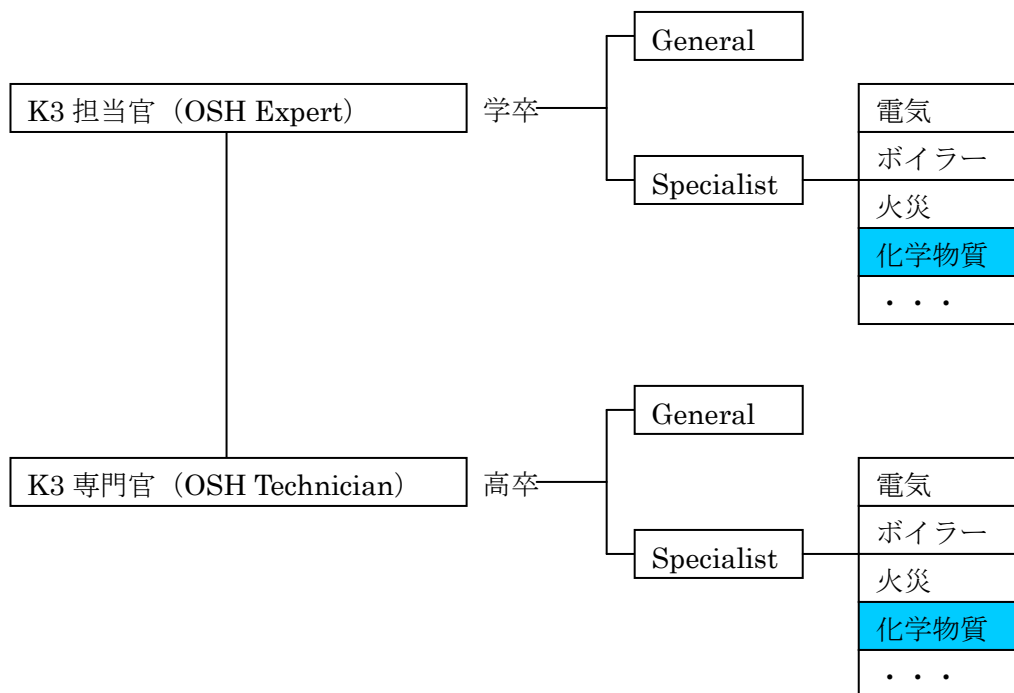 General
K3 担当官（OSH Expert） 学卒
電気
ボイラー
Specialist
火災
化学物質
・・・
General
K3 専門官（OSH Technician） 高卒
電気
ボイラー
Specialist
火災
化学物質
・・・